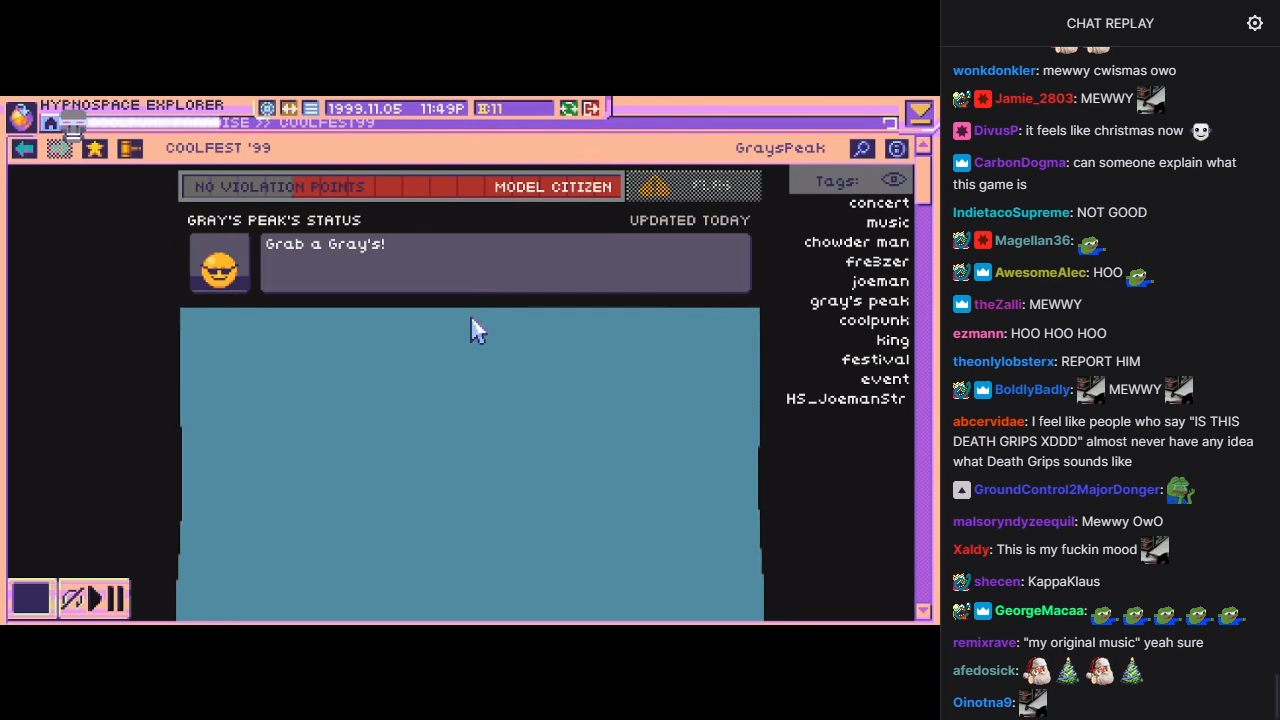 HYPNOSPACE EXPLORER
1999.11.05 11:49P
:11
COOLPUNK PARADISE >> COOLFEST99
COOLFEST '99
GraysPeak
NO VIOLATION POINTS
MODEL CITIZEN
FLAG
Tags:
GRAY'S PEAK'S STATUS
UPDATED TODAY
Grab a Gray's!
concert
music
chowder man
fre3zer
joeman
gray's peak
coolpunk
king
festival
event
HS_JoemanStr
CHAT REPLAY
wonkdonkler: mewwy cwismas owo
Jamie_2803: MEWWY
DivusP: it feels like christmas now
CarbonDogma: can someone explain what
this game is
IndietacoSupreme: NOT GOOD
Magellan36:
AwesomeAlec: HOO
theZalli: MEWWY
ezmann: HOO HOO HOO
theonlylobsterx: REPORT HIM
BoldlyBadly: MEWWY
abcervidae: I feel like people who say "IS THIS
DEATH GRIPS XDDD" almost never have any idea
what Death Grips sounds like
GroundControl2MajorDonger:
malsoryndyzeequil: Mewwy OwO
Xaldy: This is my fuckin mood
shecen: KappaKlaus
GeorgeMacaa:
remixrave: "my original music" yeah sure
afedosick:
Oinotna9: